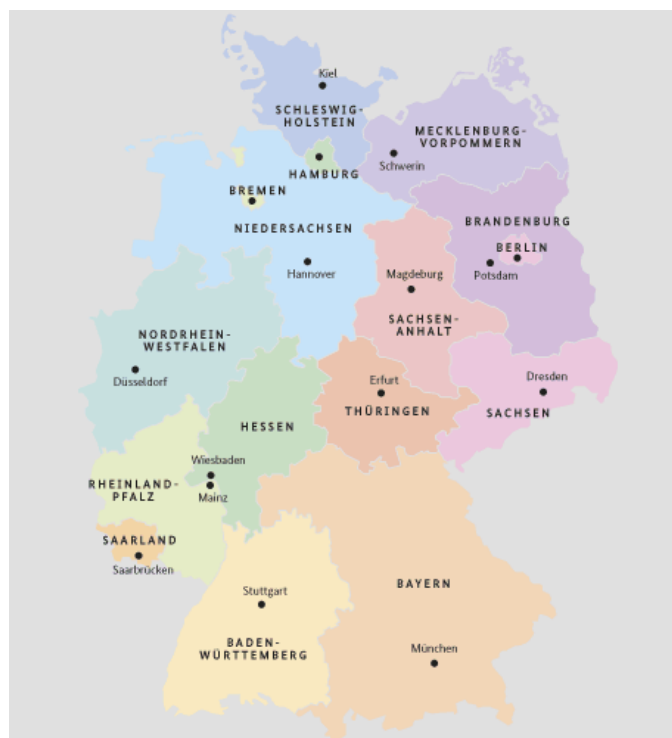 Kiel
SCHLESWIG-
HOLSTEIN
MECKLENBURG-
VORPOMMERN
Schwerin
HAMBURG
BREMEN
NIEDERSACHSEN
Hannover
BRANDENBURG
BERLIN
Potsdam
Magdeburg
SACHSEN-
ANHALT
NORDRHEIN-
WESTFALEN
Düsseldorf
Erfurt
THÜRINGEN
Dresden
SACHSEN
HESSEN
Wiesbaden
Mainz
RHEINLAND-
PFALZ
SAARLAND
Saarbrücken
Stuttgart
BADEN-
WÜRTTEMBERG
BAYERN
München